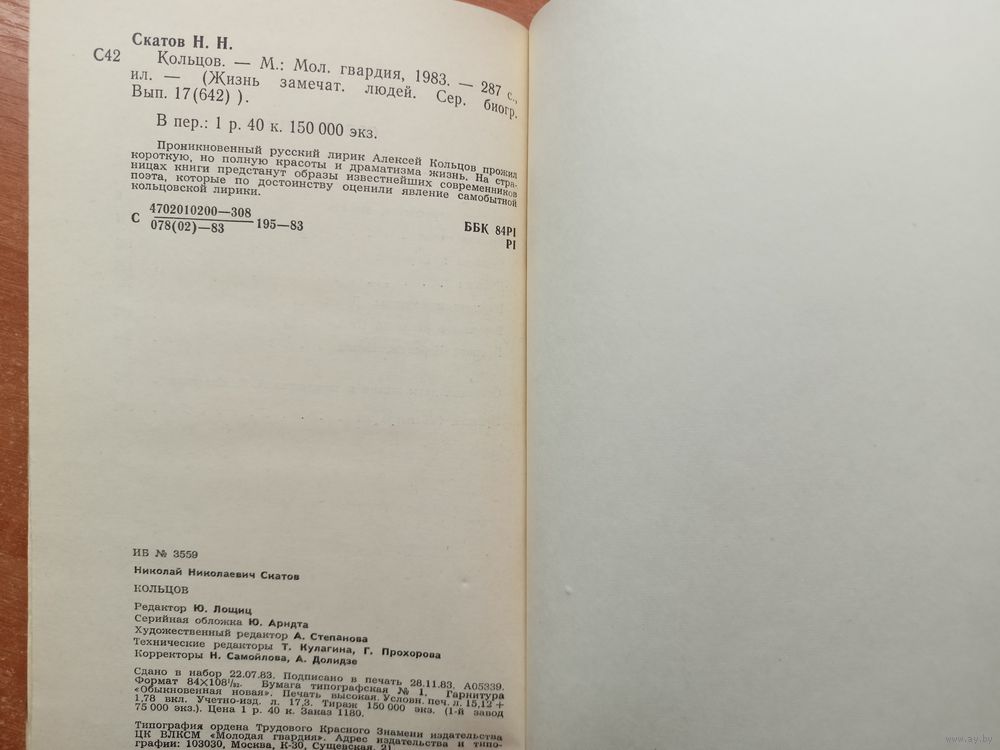 Скатов Н. Н.
С42 Кольцов. — М.: Мол. гвардия, 1983. — 287 с.,
ил. — (Жизнь замечат. людей. Сер. биогр.
Вып. 17(642) ).
В пер.: 1 р. 40 к. 150 000 экз.
Проникновенный русский лирик Алексей Кольцов прожил
короткую, но полную красоты и драматизма жизнь. На стра-
ницах книги предстанут образы известнейших современников
поэта, которые по достоинству оценили явление самобытной
кольцовской лирики.
С 4702010200—308
078(02)—83 195—83
ББК 84Р1
Р1
ИБ № 3559
Николай Николаевич Скатов
КОЛЬЦОВ
Редактор Ю. Лощиц
Серийная обложка Ю. Арндта
Художественный редактор А. Степанова
Технические редакторы Т. Кулагина, Г. Прохорова
Корректоры Н. Самойлова, А. Долидзе
Сдано в набор 22.07.83. Подписано в печать 28.11.83. А05339.
Формат 84×108¹/₃₂. Бумага типографская № 1. Гарнитура
«Обыкновенная новая». Печать высокая. Условн. печ. л. 15,12 +
1,78 вкл. Учетно-изд. л. 17,3. Тираж 150 000 экз. (1-й завод
75 000 экз.). Цена 1 р. 40 к. Заказ 1180.
Типография ордена Трудового Красного Знамени издательства
ЦК ВЛКСМ «Молодая гвардия». Адрес издательства и типо-
графии: 103030, Москва, К-30, Сущевская, 21.
www.ay.by